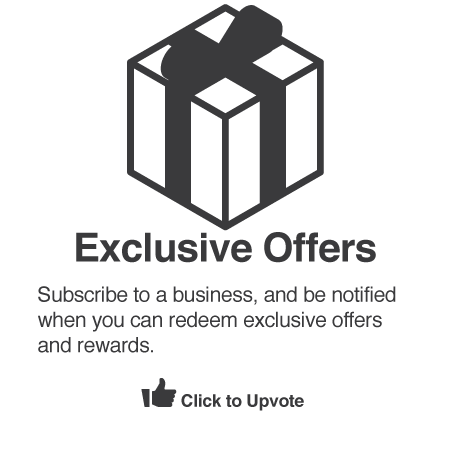 Exclusive Offers
Subscribe to a business, and be notified
when you can redeem exclusive offers
and rewards.
Click to Upvote